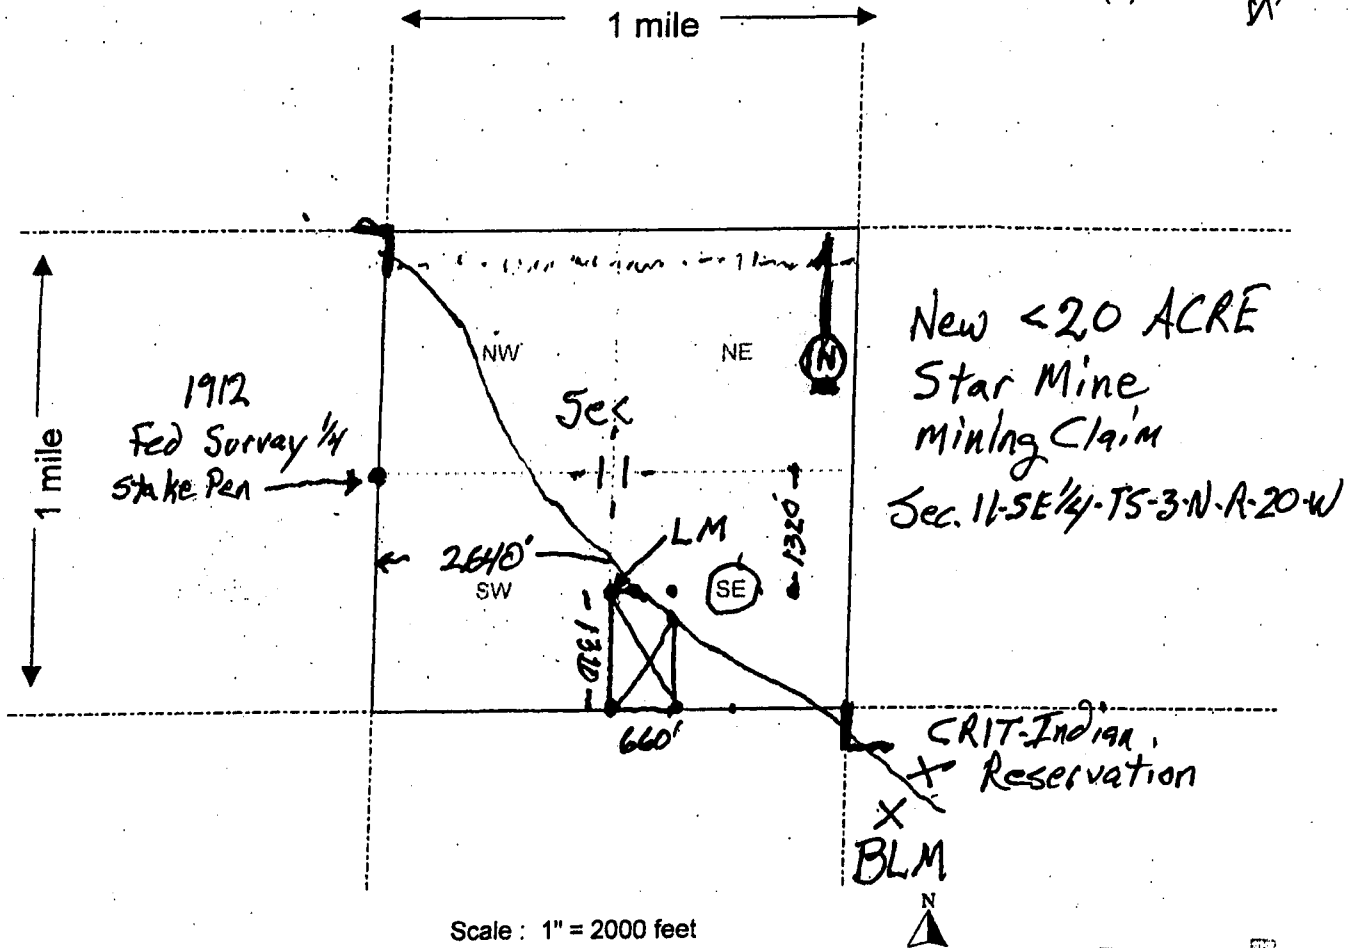 1 mile
NW
NE
N
Sec
1912
Fed Survay 1/4
Stake Pen
1 mile
New <20 ACRE
Star Mine
mining Claim
Sec. 11-SE 1/4-TS-3-N-R-20-W
2640'
LM
1320'
SW
SE
1320
660'
CRIT-Indian
Reservation
BLM
N
Scale : 1" = 2000 feet